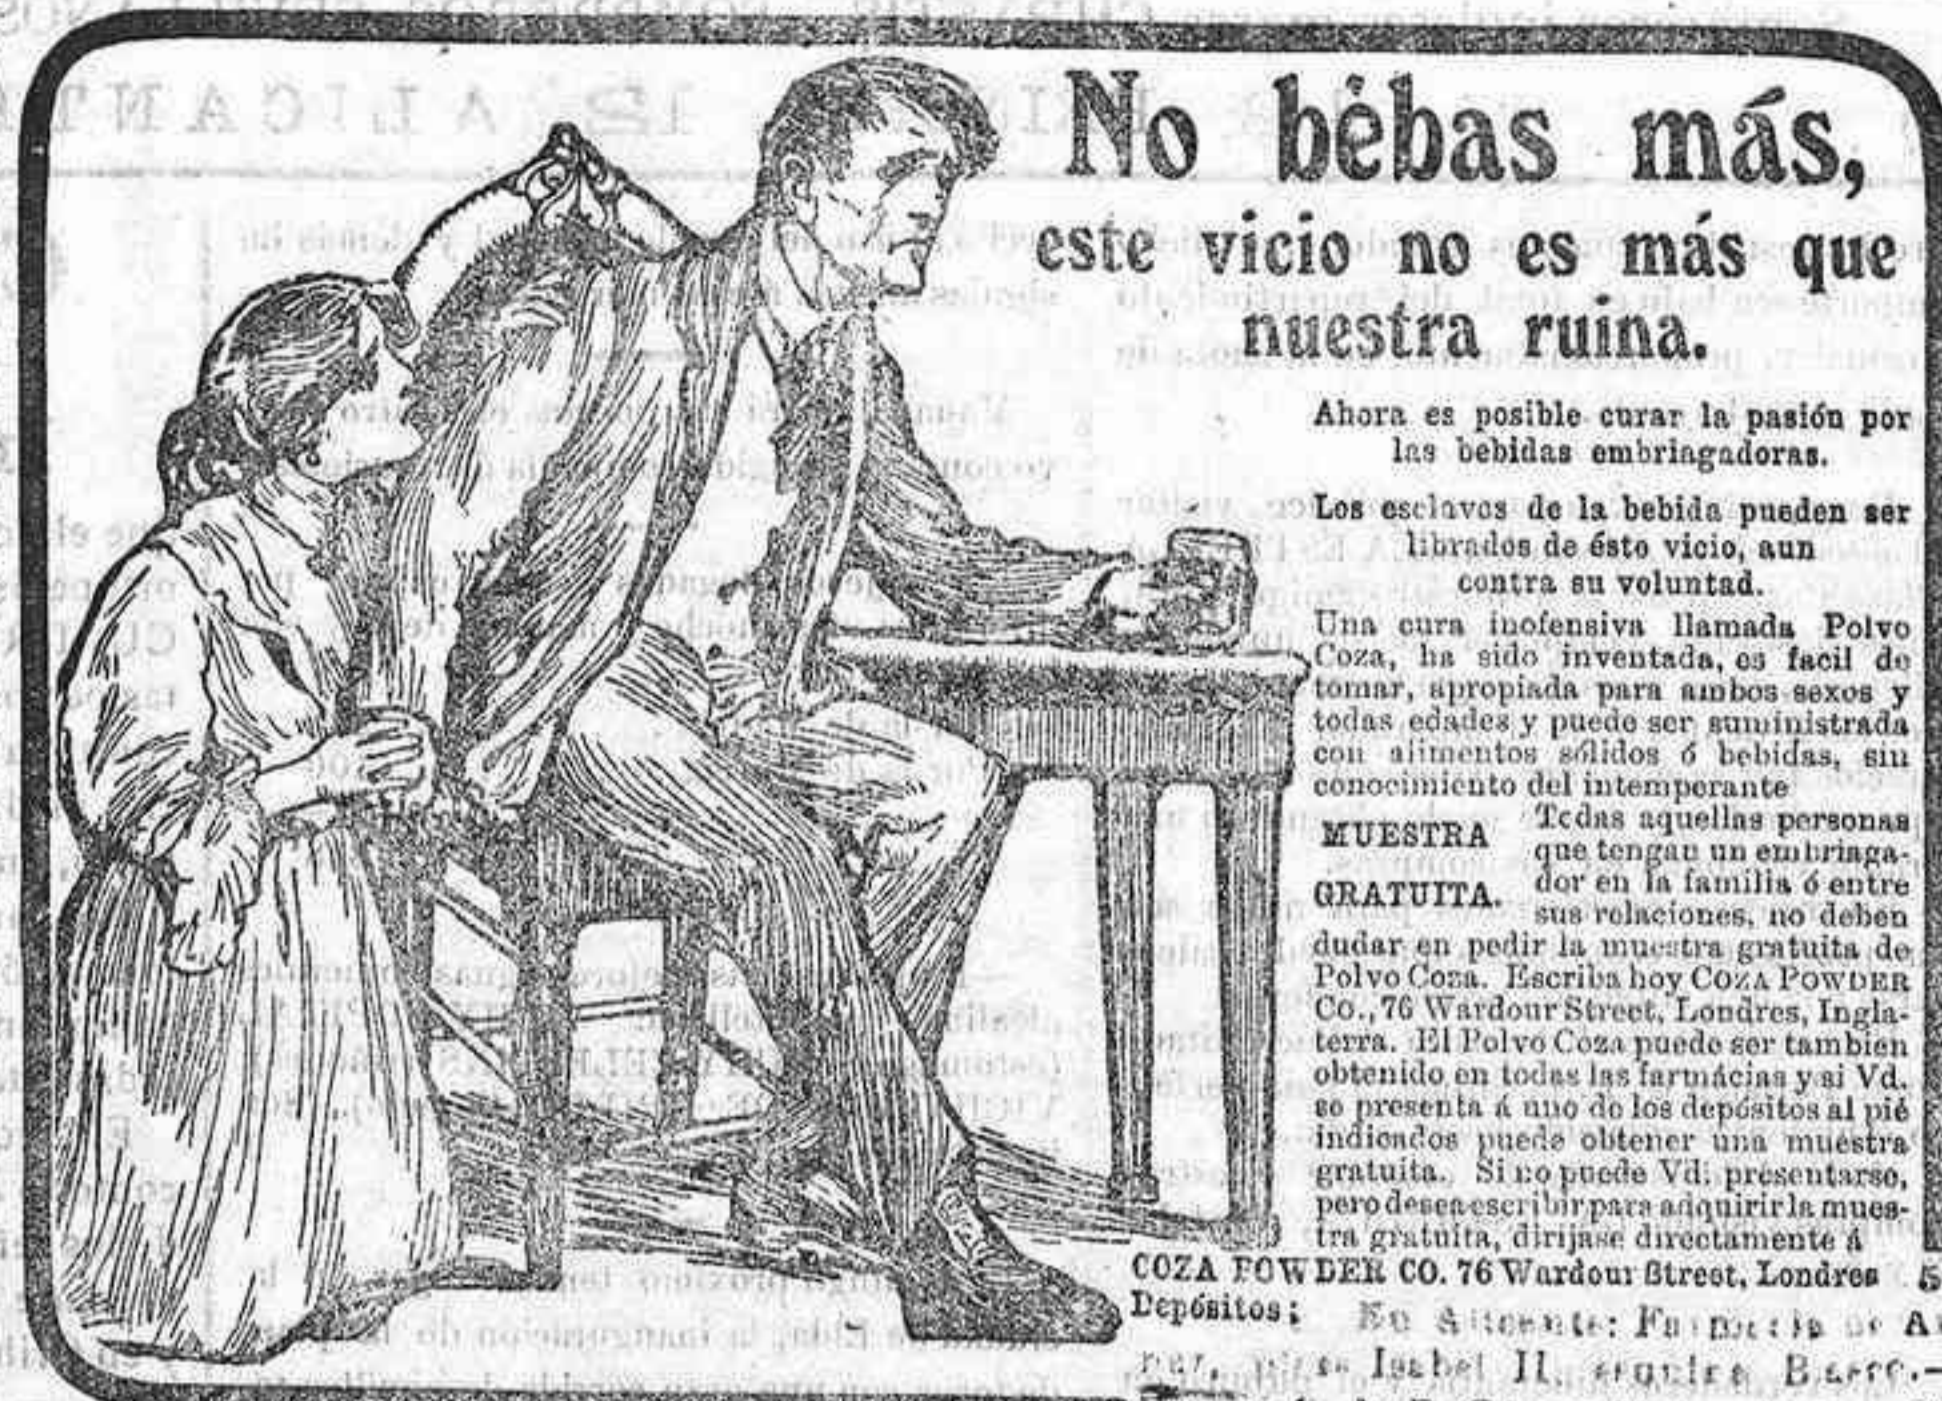 No bébas más,
este vicio no es más que
nuestra ruina.
Ahora es posible curar la pasión por
las bebidas embriagadoras.
Los esclavos de la bebida pueden ser
librados de ésto vicio, aun
contra su voluntad.
Una cura inofensiva llamada Polvo
Coza, ha sido inventada, es facil de
tomar, apropiada para ambos sexos y
todas edades y puede ser suministrada
con alimentos sólidos ó bebidas, sin
conocimiento del intemperante
MUESTRA
GRATUITA.
Todas aquellas personas
que tengan un embriaga-
dor en la familia ó entre
sus relaciones, no deben
dudar en pedir la muestra gratuita de
Polvo Coza. Escriba hoy COZA POWDER
CO., 76 Wardour Street, Londres, Ingla-
terra. El Polvo Coza puede ser tambien
obtenido en todas las farmácias y si Vd.
se presenta á uno de los depósitos al pié
indicados puede obtener una muestra
gratuita. Si no puede Vd. presentarse,
pero desea escribir para adquirir la mues-
tra gratuita, dirijase directamente á
COZA POWDER CO. 76 Wardour Street, Londres
Depósitos: En Alicante: Farmacia
Isabel II, esquina